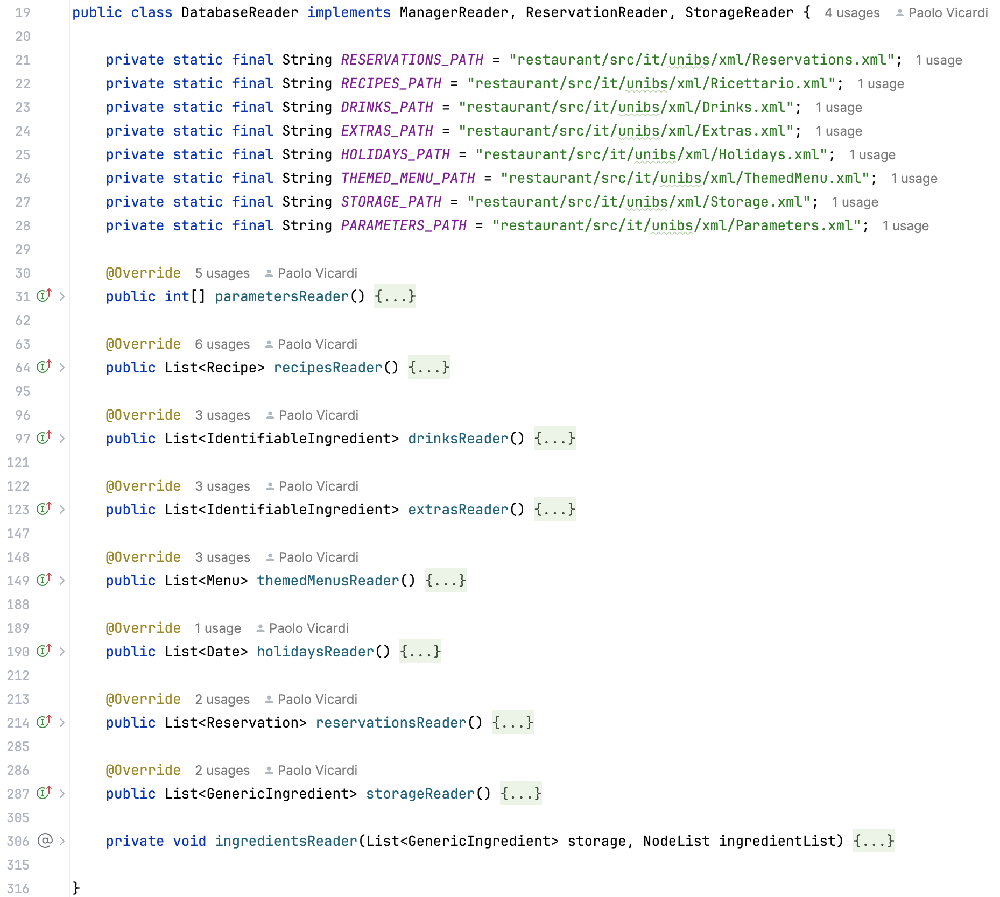 19 public class DatabaseReader implements ManagerReader, ReservationReader, StorageReader { 4 usages Paolo Vicardi
20
21 private static final String RESERVATIONS_PATH = "restaurant/src/it/unibs/xml/Reservations.xml"; 1 usage
22 private static final String RECIPES_PATH = "restaurant/src/it/unibs/xml/Ricettario.xml"; 1 usage
23 private static final String DRINKS_PATH = "restaurant/src/it/unibs/xml/Drinks.xml"; 1 usage
24 private static final String EXTRAS_PATH = "restaurant/src/it/unibs/xml/Extras.xml"; 1 usage
25 private static final String HOLIDAYS_PATH = "restaurant/src/it/unibs/xml/Holidays.xml"; 1 usage
26 private static final String THEMED_MENU_PATH = "restaurant/src/it/unibs/xml/ThemedMenu.xml"; 1 usage
27 private static final String STORAGE_PATH = "restaurant/src/it/unibs/xml/Storage.xml"; 1 usage
28 private static final String PARAMETERS_PATH = "restaurant/src/it/unibs/xml/Parameters.xml"; 1 usage
29
30 @Override 5 usages Paolo Vicardi
31 public int[] parametersReader() {...}
62
63 @Override 6 usages Paolo Vicardi
64 public List<Recipe> recipesReader() {...}
95
96 @Override 3 usages Paolo Vicardi
97 public List<IdentifiableIngredient> drinksReader() {...}
121
122 @Override 3 usages Paolo Vicardi
123 public List<IdentifiableIngredient> extrasReader() {...}
147
148 @Override 3 usages Paolo Vicardi
149 public List<Menu> themedMenusReader() {...}
188
189 @Override 1 usage Paolo Vicardi
190 public List<Date> holidaysReader() {...}
212
213 @Override 2 usages Paolo Vicardi
214 public List<Reservation> reservationsReader() {...}
285
286 @Override 2 usages Paolo Vicardi
287 public List<GenericIngredient> storageReader() {...}
305
306 @ private void ingredientsReader(List<GenericIngredient> storage, NodeList ingredientList) {...}
315
316 }